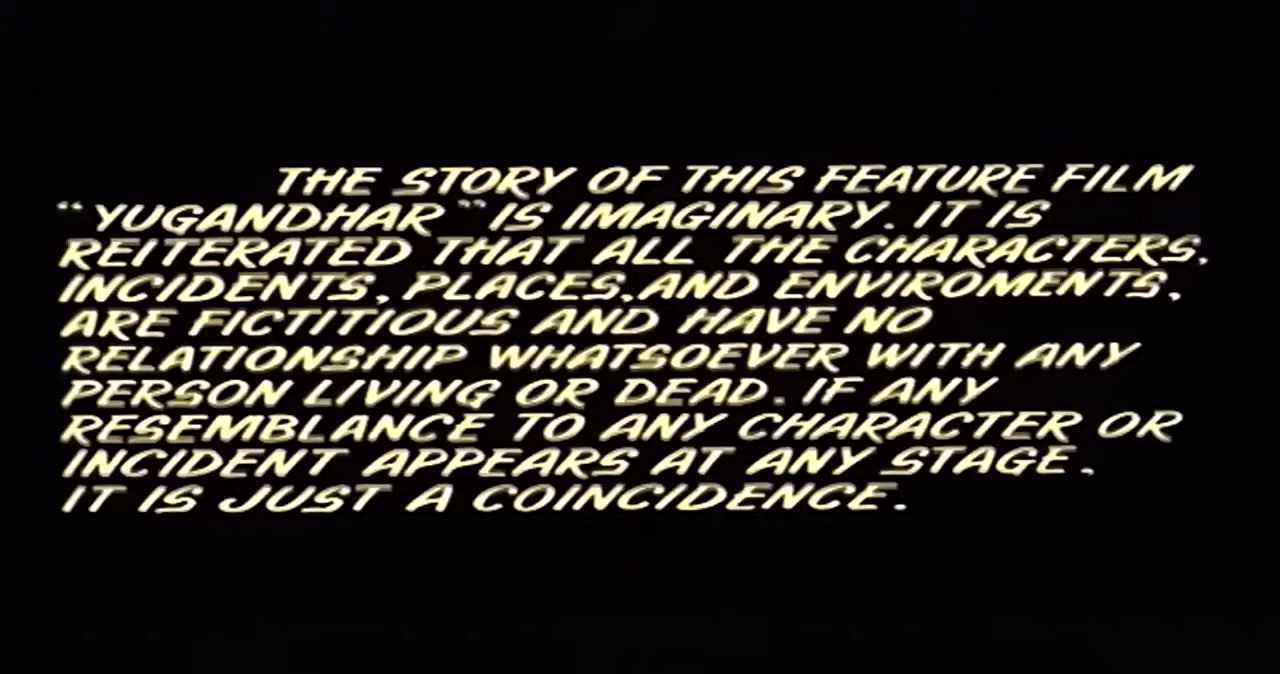 THE STORY OF THIS FEATURE FILM
“YUGANDHAR” IS IMAGINARY. IT IS
REITERATED THAT ALL THE CHARACTERS,
INCIDENTS, PLACES,AND ENVIROMENTS,
ARE FICTITIOUS AND HAVE NO
RELATIONSHIP WHATSOEVER WITH ANY
PERSON LIVING OR DEAD. IF ANY
RESEMBLANCE TO ANY CHARACTER OR
INCIDENT APPEARS AT ANY STAGE,
IT IS JUST A COINCIDENCE.